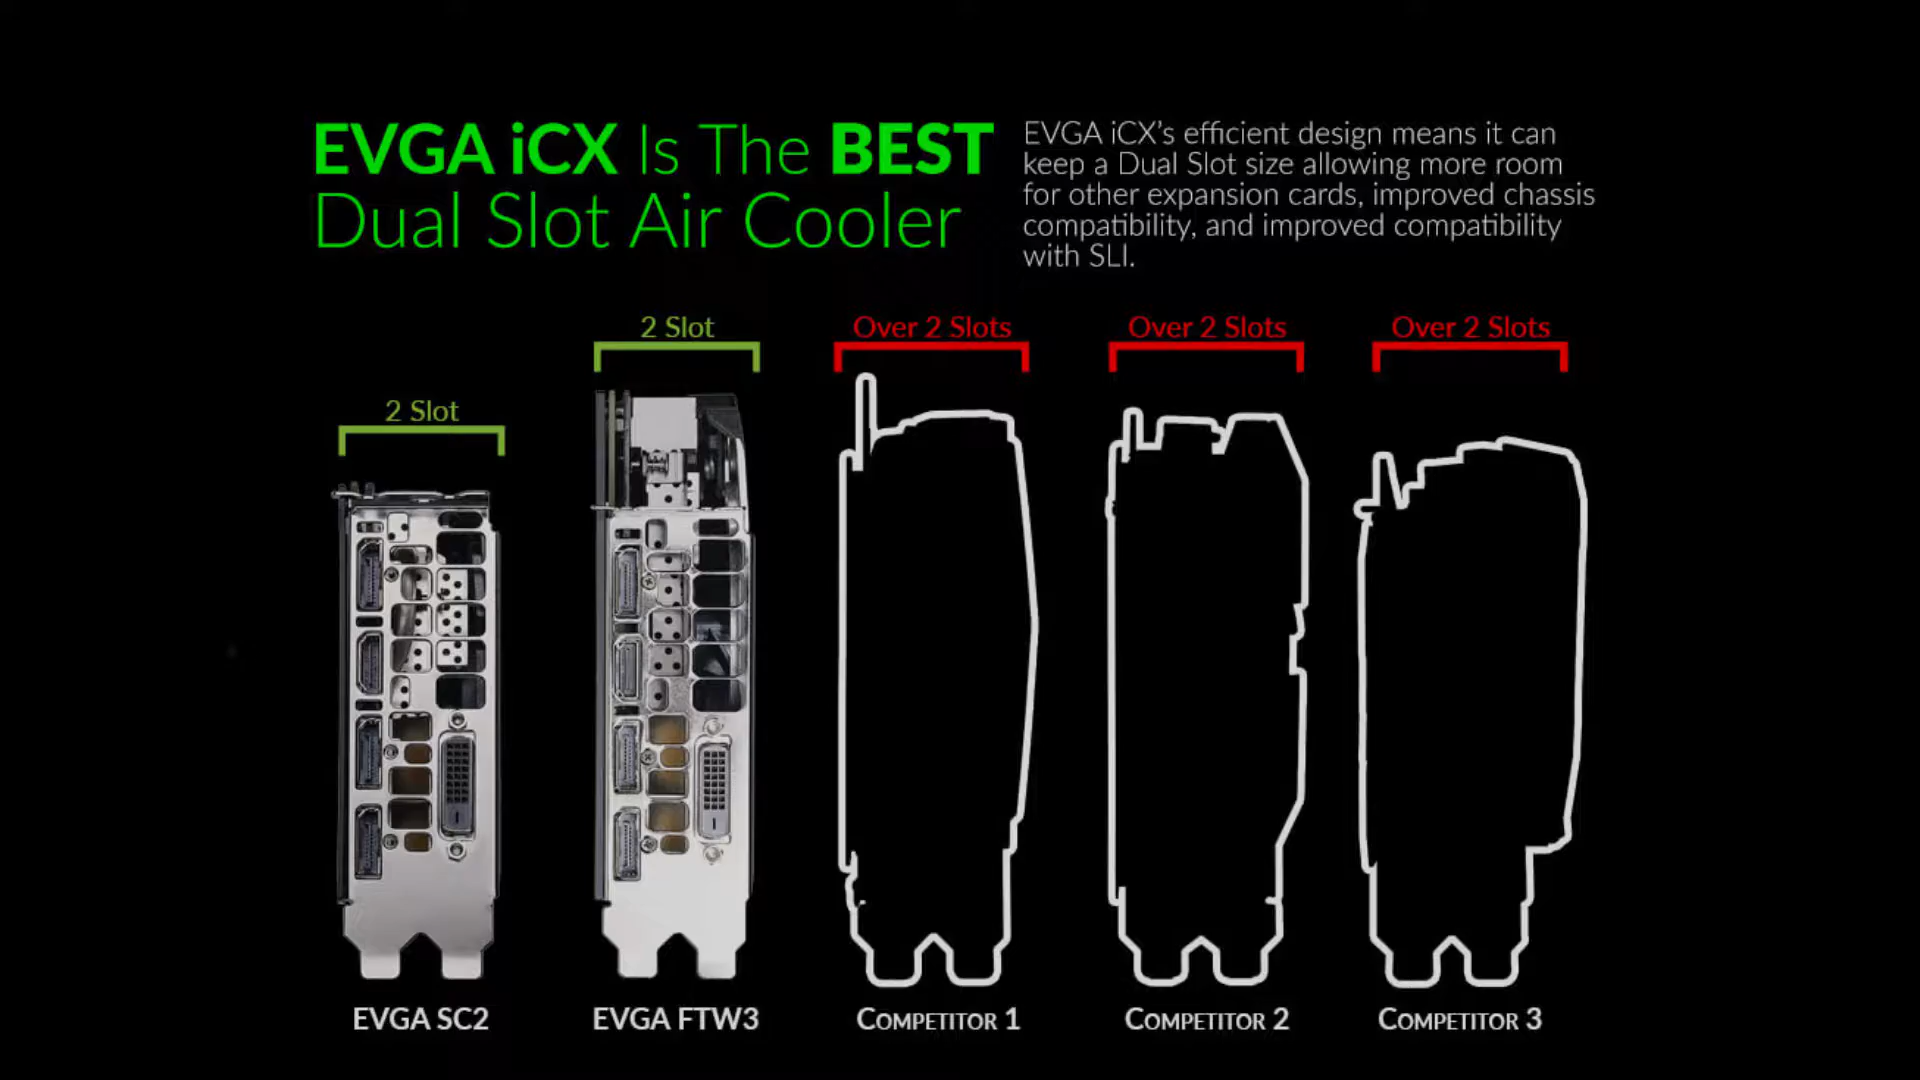 EVGA iCX Is The BEST
Dual Slot Air Cooler
EVGA iCX’s efficient design means it can
keep a Dual Slot size allowing more room
for other expansion cards, improved chassis
compatibility, and improved compatibility
with SLI.
2 Slot
2 Slot
Over 2 Slots
Over 2 Slots
Over 2 Slots
EVGA SC2
EVGA FTW3
COMPETITOR 1
COMPETITOR 2
COMPETITOR 3